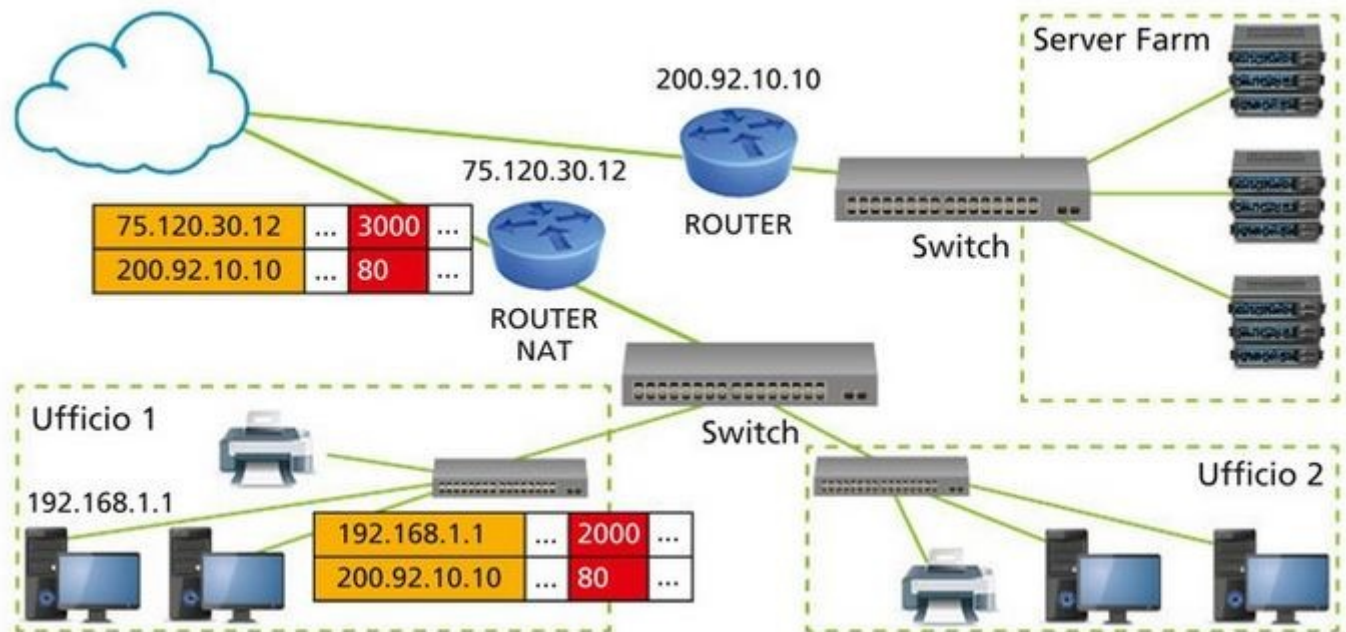 Server Farm
200.92.10.10
75.120.30.12
75.120.30.12 ... 3000 ...
200.92.10.10 ... 80 ...
ROUTER
Switch
ROUTER
NAT
Ufficio 1
Switch
Ufficio 2
192.168.1.1
192.168.1.1 ... 2000 ...
200.92.10.10 ... 80 ...